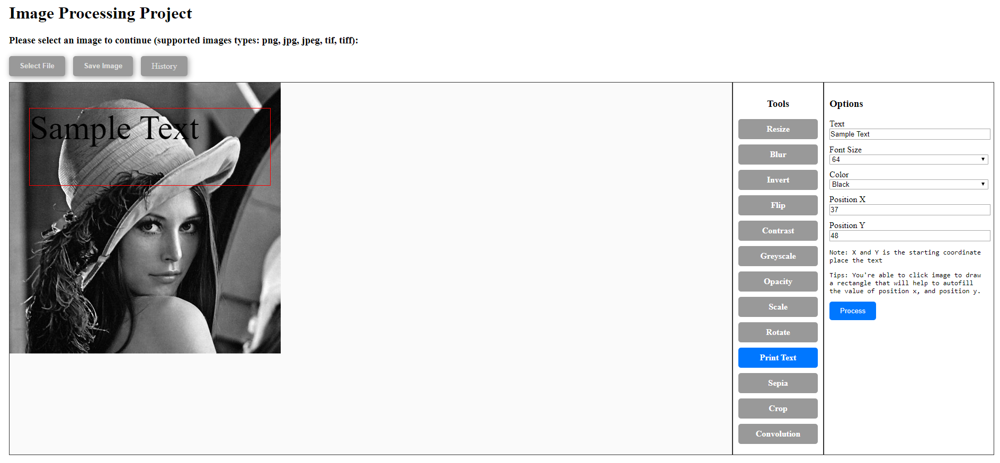 Image Processing Project
Please select an image to continue (supported images types: png, jpg, jpeg, tif, tiff):
Select File
Save Image
History
Sample Text
Tools
Resize
Blur
Invert
Flip
Contrast
Greyscale
Opacity
Scale
Rotate
Print Text
Sepia
Crop
Convolution
Options
Text
Sample Text
Font Size
64
Color
Black
Position X
37
Position Y
48
Note: X and Y is the starting coordinate
place the text
Tips: You're able to click image to draw
a rectangle that will help to autofill
the value of position x, and position y.
Process